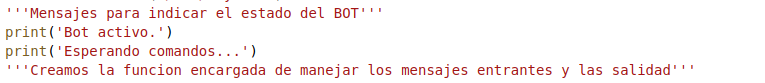 '''Mensajes para indicar el estado del BOT'''
print('Bot activo.')
print('Esperando comandos...')
'''Creamos la funcion encargada de manejar los mensajes entrantes y las salidad'''